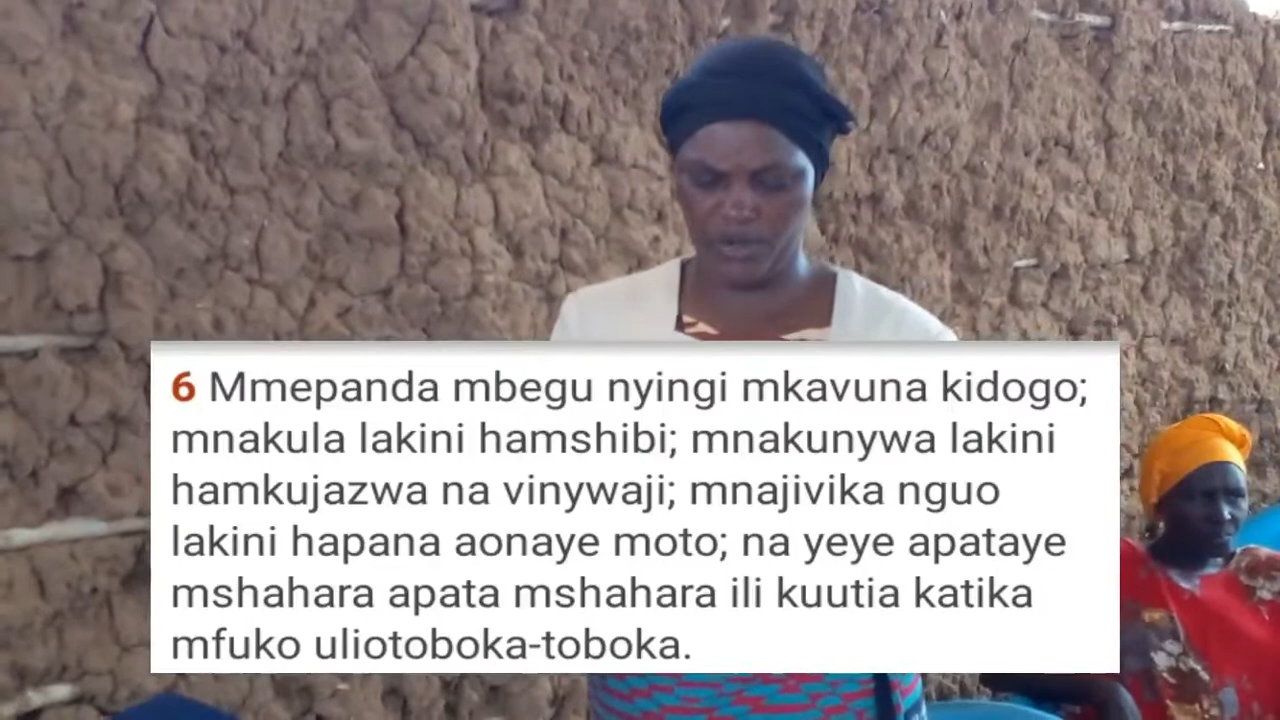 6 Mmepanda mbegu nyingi mkavuna kidogo;
mnakula lakini hamshibi; mnakunywa lakini
hamkujazwa na vinywaji; mnajivika nguo
lakini hapana aonaye moto; na yeye apataye
mshahara apata mshahara ili kuutia katika
mfuko uliotoboka-toboka.